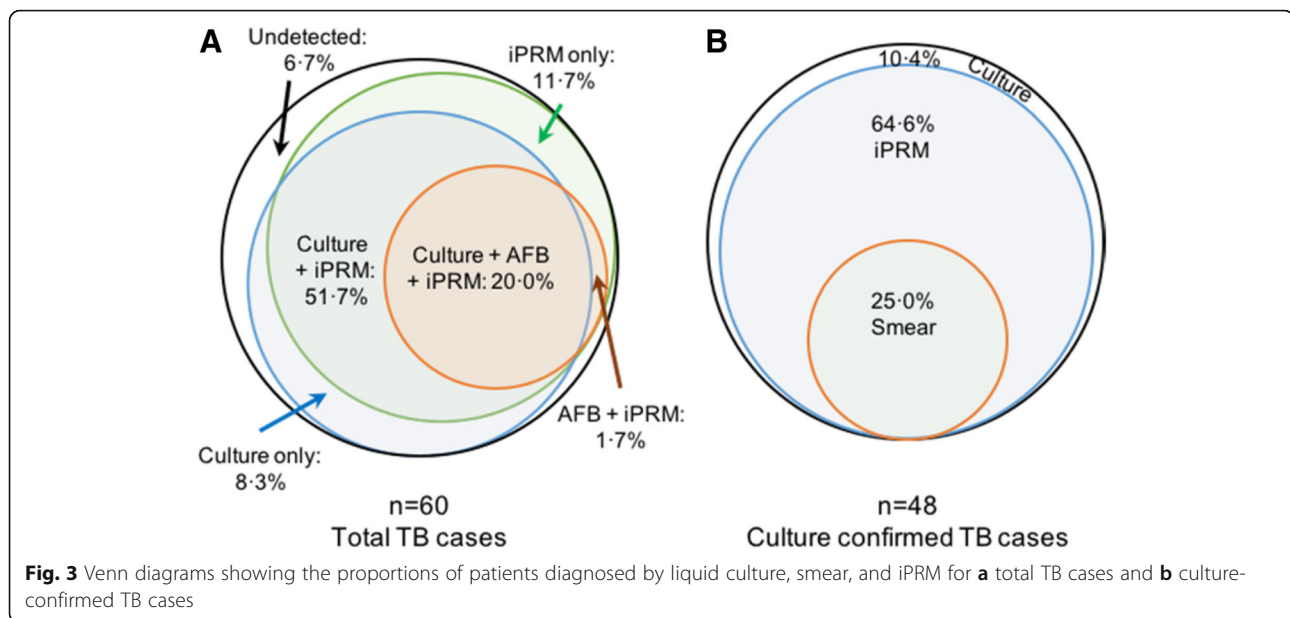 A
Undetected:
6·7%
iPRM only:
11·7%
Culture
+ iPRM:
51·7%
Culture + AFB
+ iPRM: 20·0%
AFB + iPRM:
1·7%
Culture only:
8·3%
n=60
Total TB cases
B
10·4%
Culture
64·6%
iPRM
25·0%
Smear
n=48
Culture confirmed TB cases
Fig. 3 Venn diagrams showing the proportions of patients diagnosed by liquid culture, smear, and iPRM for a total TB cases and b culture-
confirmed TB cases